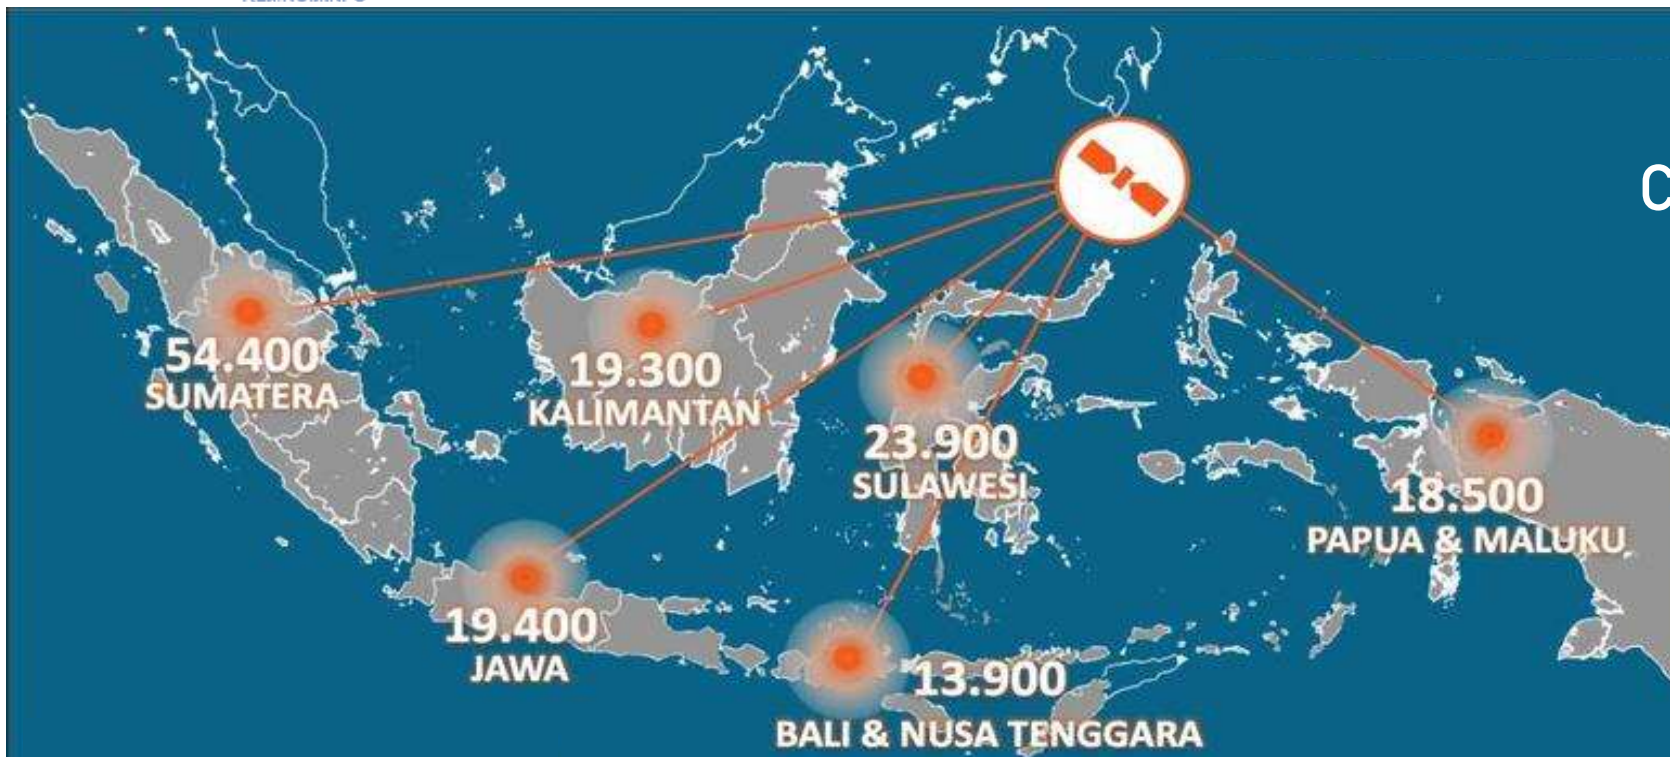 54.400
SUMATERA
19.300
KALIMANTAN
23.900
SULAWESI
18.500
PAPUA & MALUKU
19.400
JAWA
13.900
BALI & NUSA TENGGARA